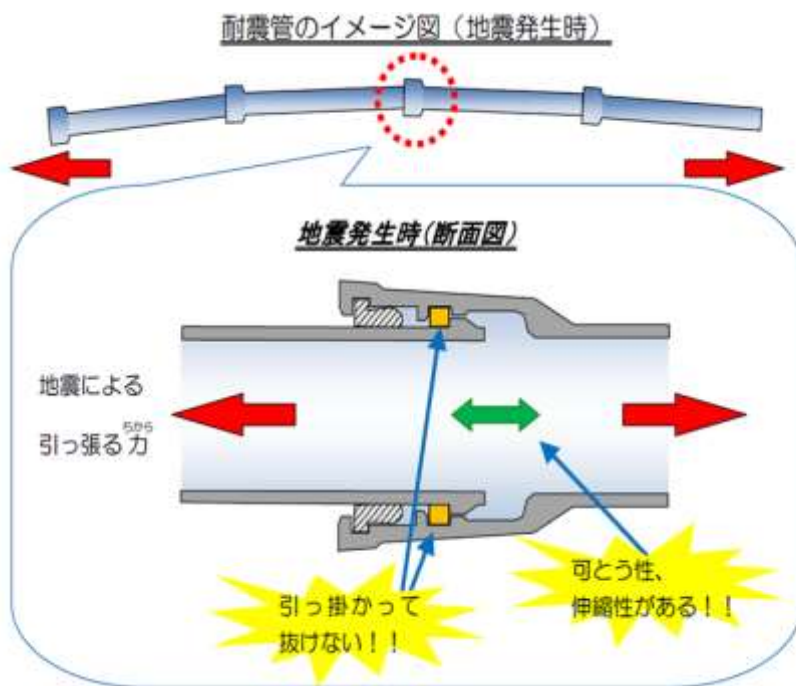 耐震管のイメージ図（地震発生時）
地震発生時(断面図)
地震による
ちから
引っ張る力
可とう性、
伸縮性がある！！
引っ掛かって
抜けない！！